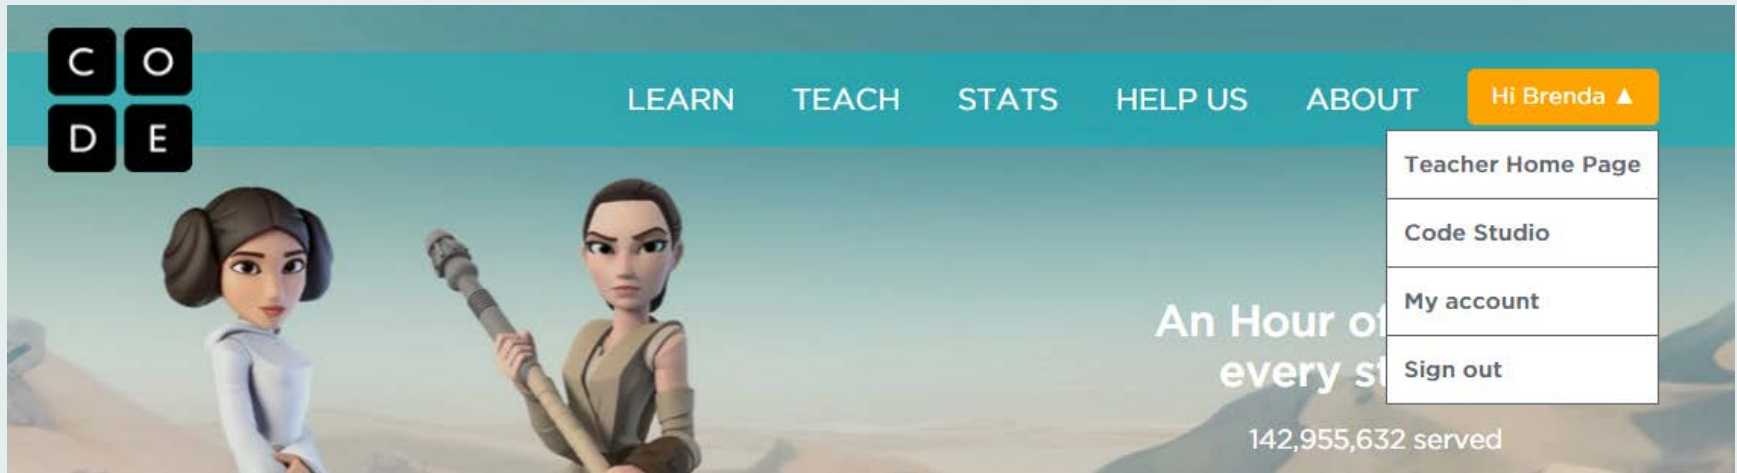 C O
D E
LEARN TEACH STATS HELP US ABOUT Hi Brenda ▲
Teacher Home Page
Code Studio
My account
Sign out
An Hour of
every
142,955,632 served